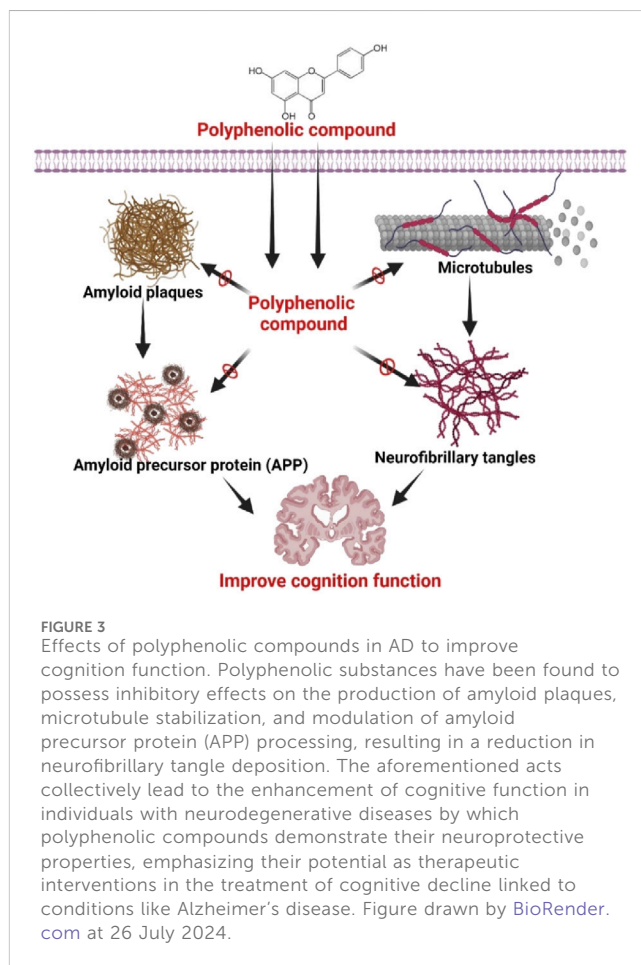 OH
HO
O
OH
O
Polyphenolic compound
Amyloid plaques
Microtubules
Polyphenolic
compound
Amyloid precursor protein (APP)
Neurofibrillary tangles
Improve cognition function
FIGURE 3
Effects of polyphenolic compounds in AD to improve
cognition function. Polyphenolic substances have been found to
possess inhibitory effects on the production of amyloid plaques,
microtubule stabilization, and modulation of amyloid
precursor protein (APP) processing, resulting in a reduction in
neurofibrillary tangle deposition. The aforementioned acts
collectively lead to the enhancement of cognitive function in
individuals with neurodegenerative diseases by which
polyphenolic compounds demonstrate their neuroprotective
properties, emphasizing their potential as therapeutic
interventions in the treatment of cognitive decline linked to
conditions like Alzheimer's disease. Figure drawn by BioRender.
com at 26 July 2024.